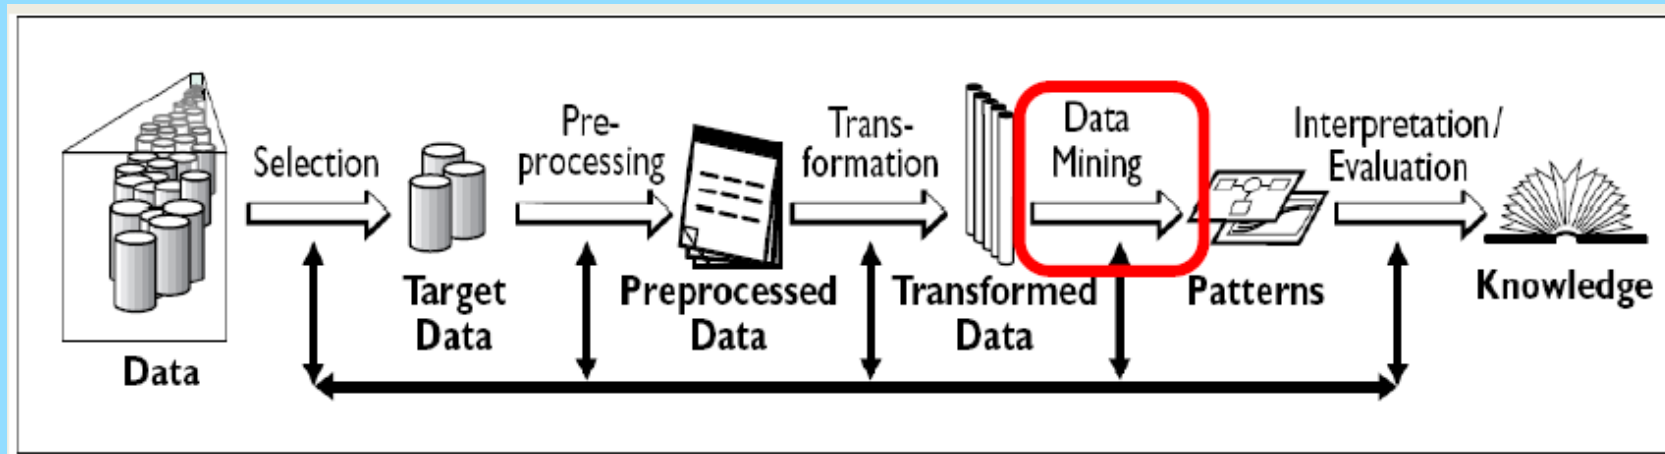 Selection
Pre-
processing
Trans-
formation
Data
Mining
Interpretation/
Evaluation
Data
Target
Data
Preprocessed
Data
Transformed
Data
Patterns
Knowledge